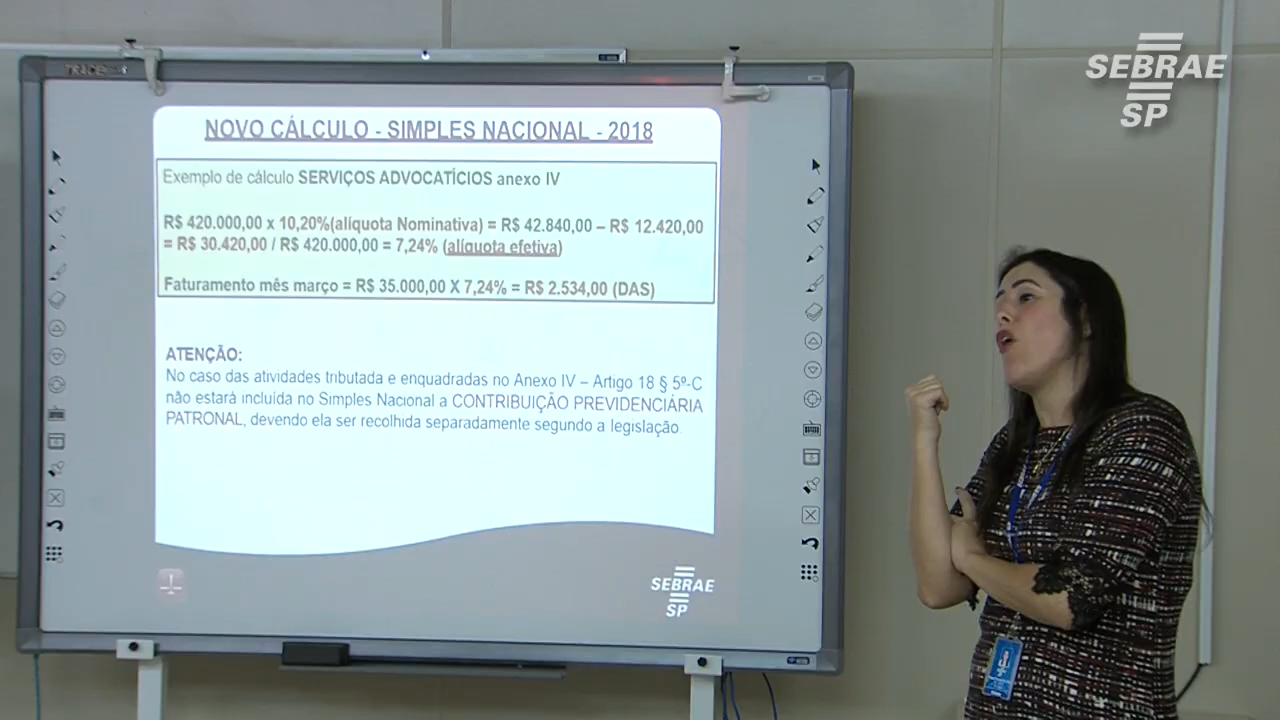 SEBRAE
SP
NOVO CÁLCULO - SIMPLES NACIONAL - 2018
Exemplo de cálculo SERVIÇOS ADVOCATÍCIOS anexo IV
R$ 420.000,00 x 10,20%(alíquota Nominativa) = R$ 42.840,00 – R$ 12.420,00
= R$ 30.420,00 / R$ 420.000,00 = 7,24% (alíquota efetiva)
Faturamento mês março = R$ 35.000,00 X 7,24% = R$ 2.534,00 (DAS)
ATENÇÃO:
No caso das atividades tributada e enquadradas no Anexo IV – Artigo 18 § 5º-C
não estará incluída no Simples Nacional a CONTRIBUIÇÃO PREVIDENCIÁRIA
PATRONAL, devendo ela ser recolhida separadamente segundo a legislação.
SEBRAE
SP